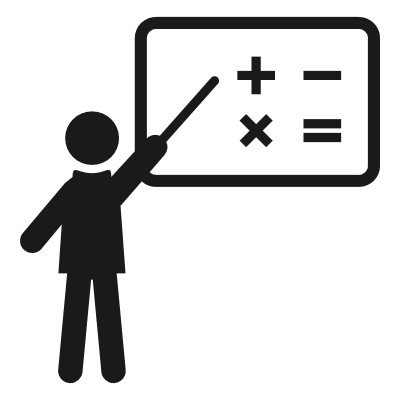 + −
× =